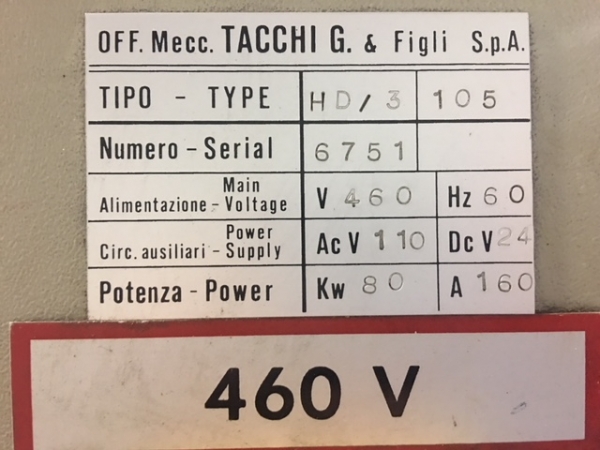 OFF. Mecc. TACCHI G. & Figli S.p.A.
TIPO - TYPE HD/3 105
Numero - Serial 6751
Main
Alimentazione - Voltage V 460 Hz 60
Power
Circ. ausiliari - Supply Ac V 110 Dc V 24
Potenza - Power Kw 80 A 160
460 V